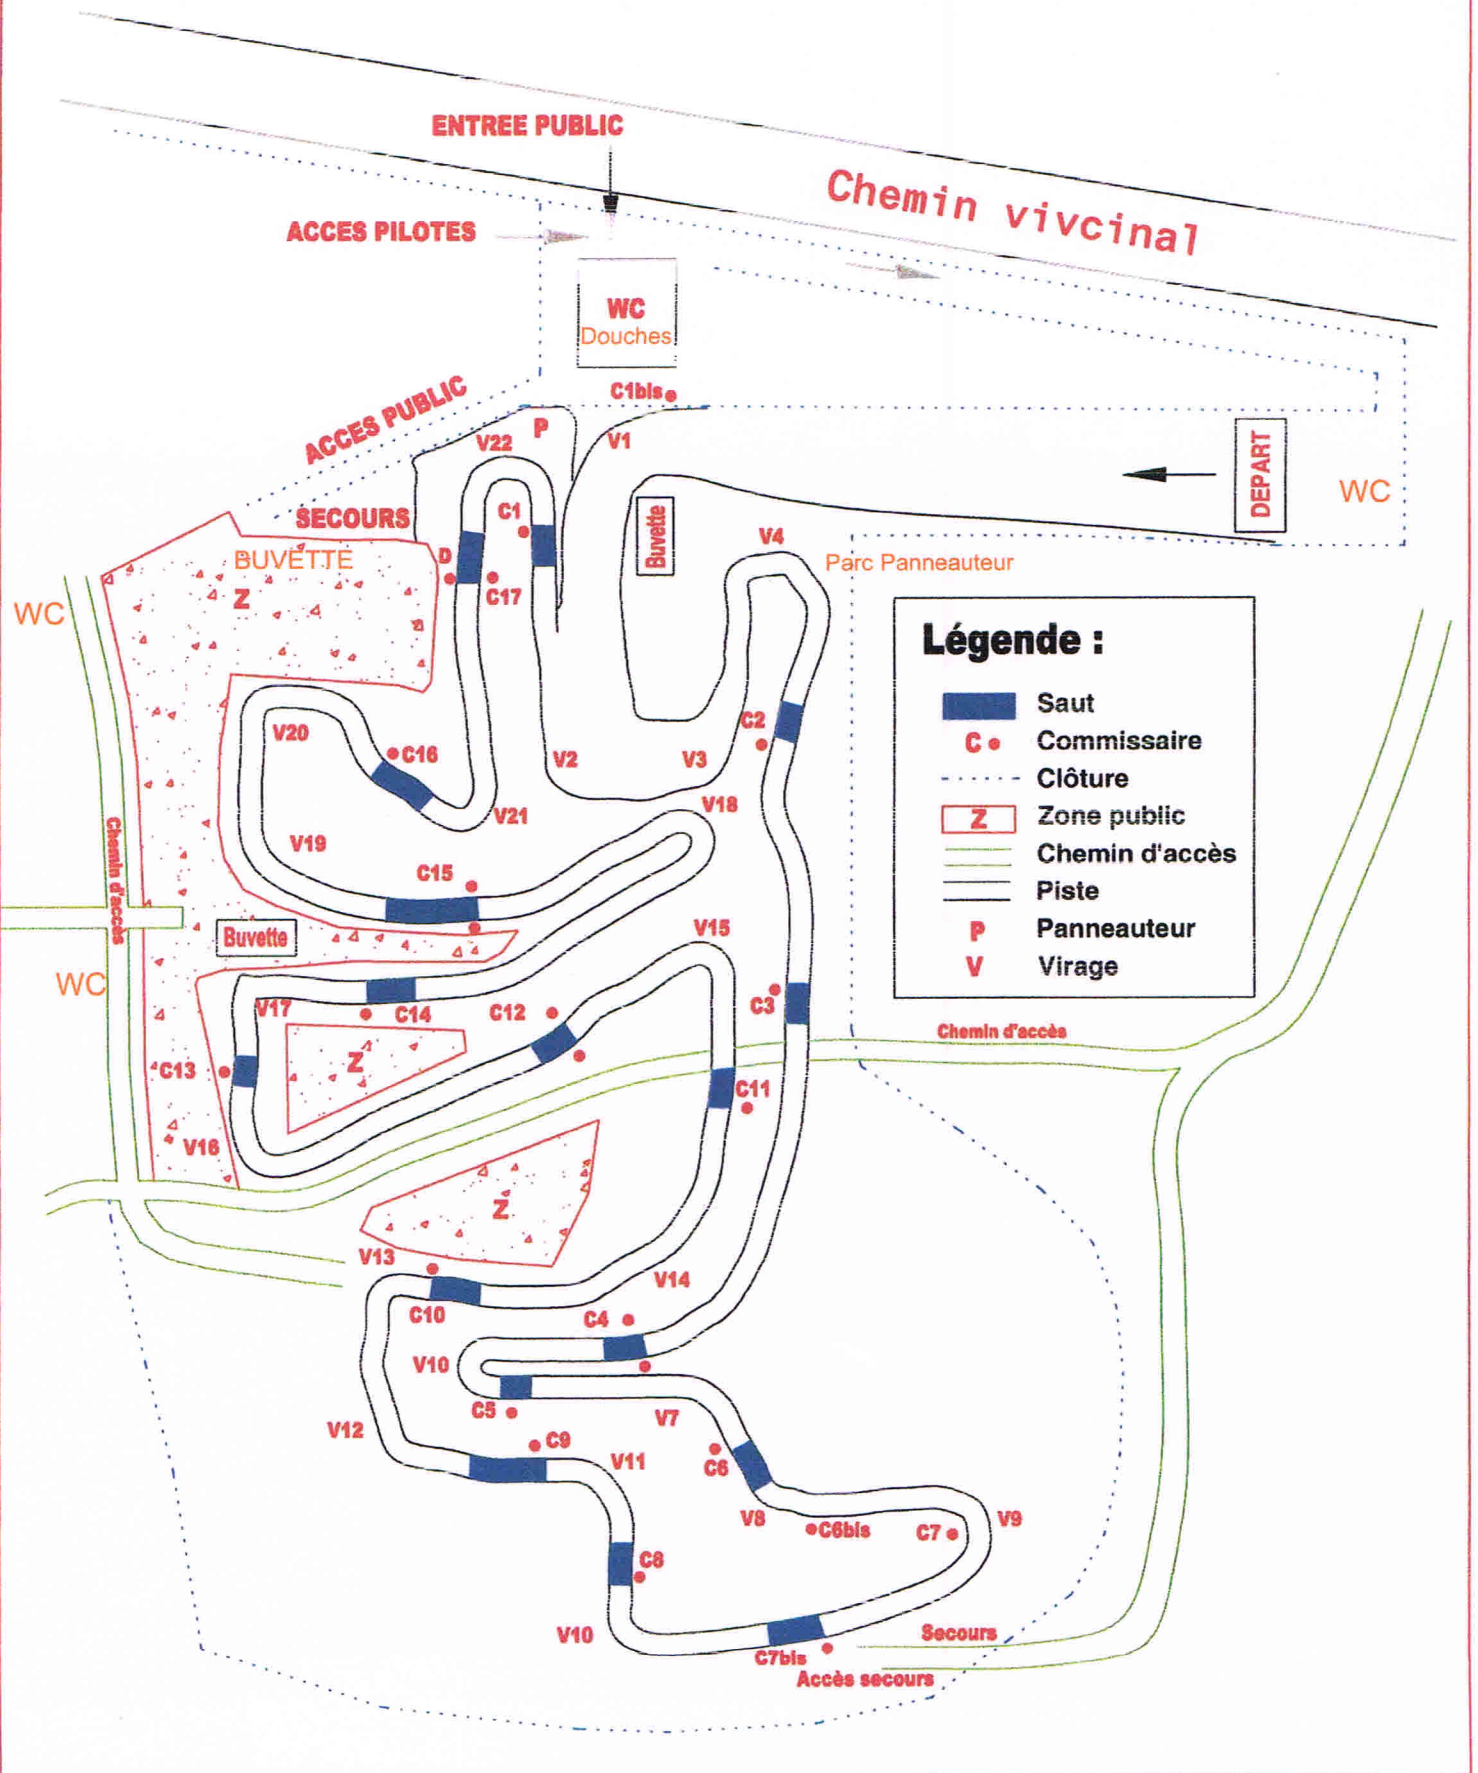 ENTREE PUBLIC
Chemin vivcinal
ACCES PILOTES
WC
Douches
C1bis
ACCES PUBLIC
P
V22
V1
DEPART
WC
SECOURS
C1
Buvette
V4
Parc Panneauteur
BUVETTE
D
Z
C17
WC
Légende :
Saut
C Commissaire
Clôture
Z Zone public
Chemin d'accès
Piste
P Panneauteur
V Virage
C2
V20
C16
V2
V3
V18
V21
V19
C15
Chemin d'accès
Buvette
V15
WC
V17
C14
C12
C3
Chemin d'accès
Z
C13
C11
V16
Z
V13
V14
C10
C4
V10
C5
V7
V12
C9
V11
C6
V8
C6bis
C7
V9
C8
V10
C7bis
Secours
Accès secours